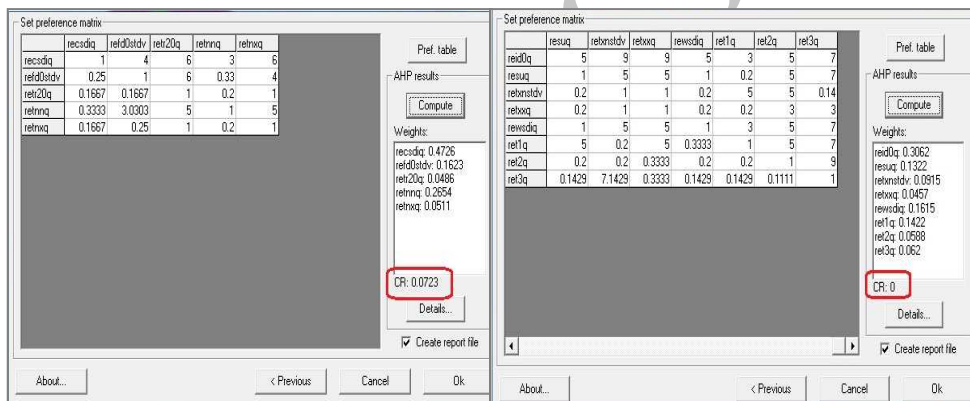 Set preference matrix
recsdiq refd0stdv retr20q retnnq retnxq
recsdiq 1 4 6 3 6
refd0stdv 0.25 1 6 0.33 4
retr20q 0.1667 0.1667 1 0.2 1
retnnq 0.3333 3.0303 5 1 5
retnxq 0.1667 0.25 1 0.2 1
Pref. table
AHP results
Compute
Weights:
recsdiq: 0.4726
refd0stdv: 0.1623
retr20q: 0.0486
retnnq: 0.2654
retnxq: 0.0511
CR: 0.0723
Details...
Create report file
About...
< Previous
Cancel
Ok
Set preference matrix
resuq retxnstdv retxxq rewsdiq ret1q ret2q ret3q
reid0q 5 9 9 5 3 5 7
resuq 1 5 5 1 0.2 5 7
retxnstdv 0.2 1 1 0.2 5 5 0.14
retxxq 0.2 1 1 0.2 0.2 3 3
rewsdiq 1 5 5 1 3 5 7
ret1q 5 0.2 5 0.3333 1 5 7
ret2q 0.2 0.2 0.3333 0.2 0.2 1 9
ret3q 0.1429 7.1429 0.3333 0.1429 0.1429 0.1111 1
Pref. table
AHP results
Compute
Weights:
reid0q: 0.3062
resuq: 0.1322
retxnstdv: 0.0915
retxxq: 0.0457
rewsdiq: 0.1615
ret1q: 0.1422
ret2q: 0.0588
ret3q: 0.062
CR: 0
Details...
Create report file
About...
< Previous
Cancel
Ok